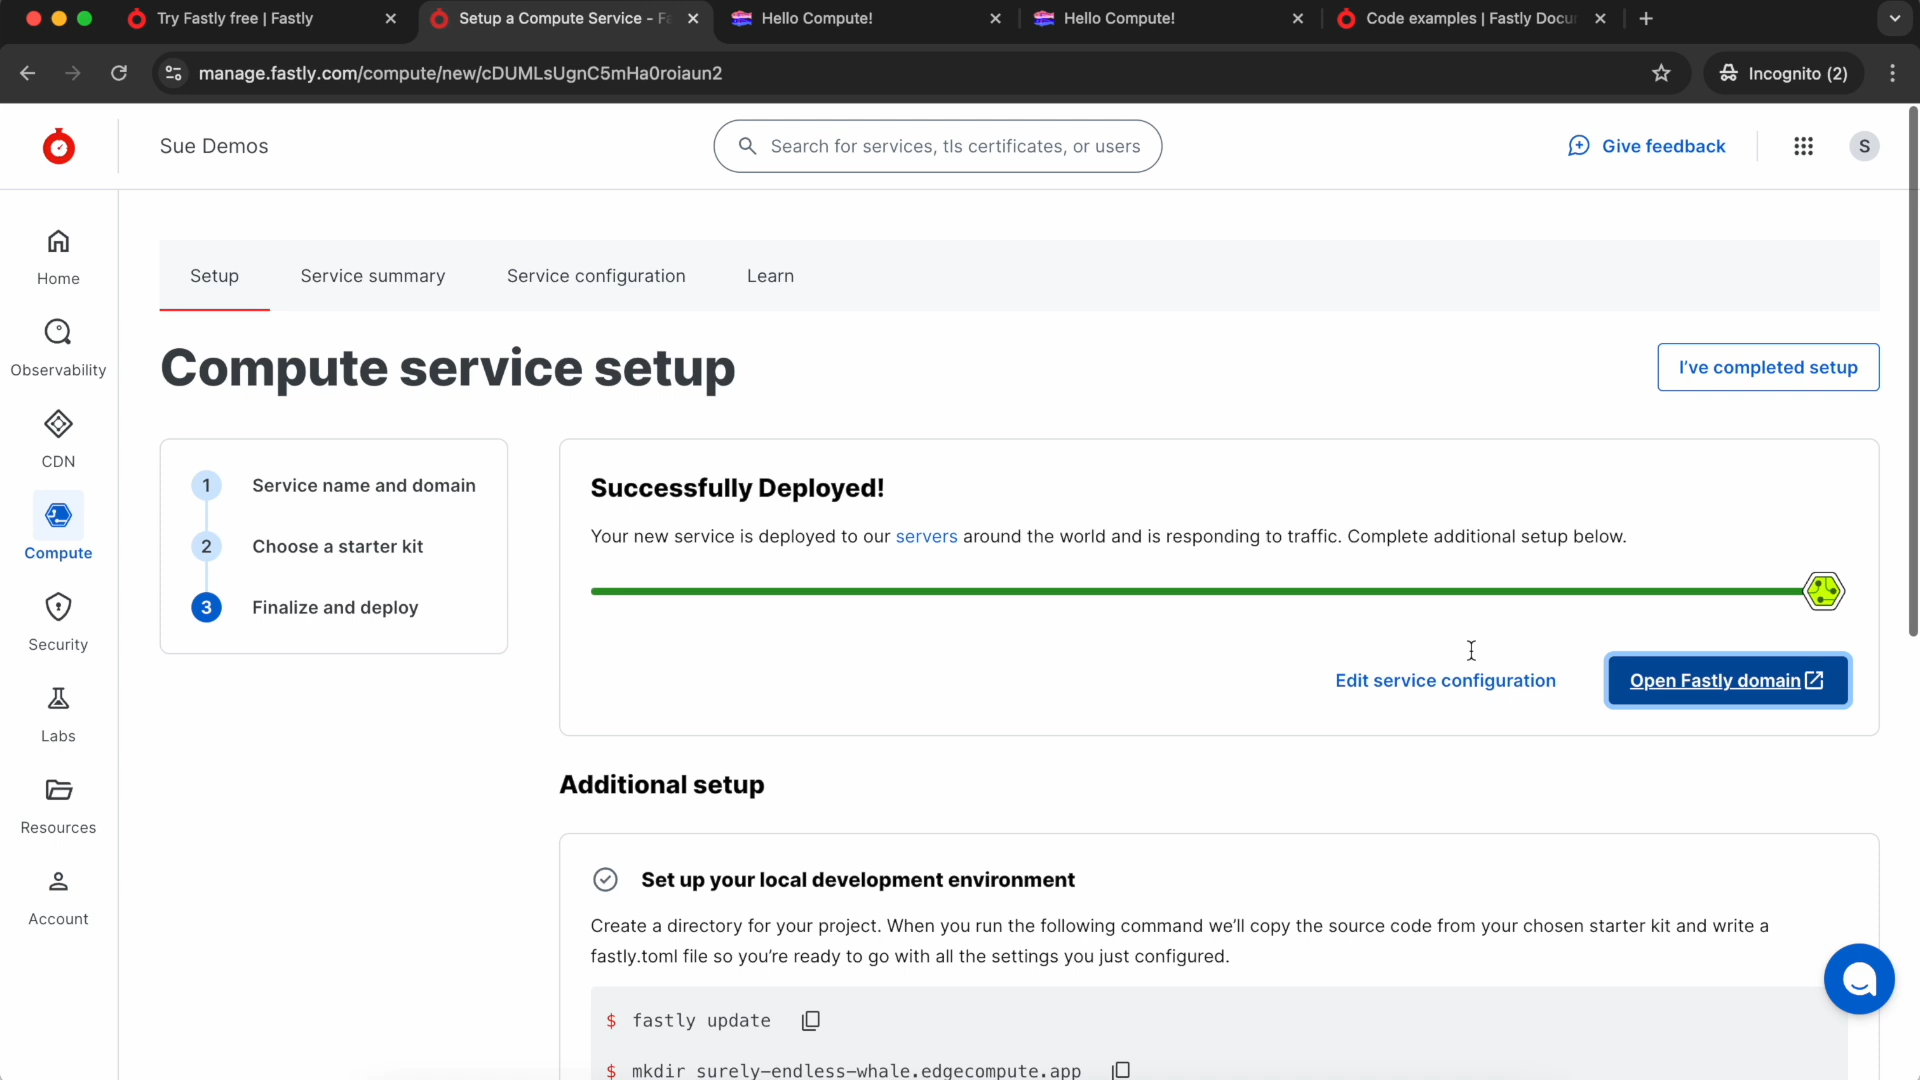 Try Fastly free | Fastly
Setup a Compute Service - Fa
Hello Compute!
Hello Compute!
Code examples | Fastly Docu
manage.fastly.com/compute/new/cDUMLsUgnC5mHa0roiaun2
Incognito (2)
Sue Demos
Search for services, tls certificates, or users
Give feedback
S
Home
Observability
CDN
Compute
Security
Labs
Resources
Account
Setup
Service summary
Service configuration
Learn
Compute service setup
I've completed setup
1 Service name and domain
2 Choose a starter kit
3 Finalize and deploy
Successfully Deployed!
Your new service is deployed to our servers around the world and is responding to traffic. Complete additional setup below.
Edit service configuration
Open Fastly domain
Additional setup
Set up your local development environment
Create a directory for your project. When you run the following command we'll copy the source code from your chosen starter kit and write a
fastly.toml file so you're ready to go with all the settings you just configured.
$ fastly update
$ mkdir surely-endless-whale.edgecompute.app